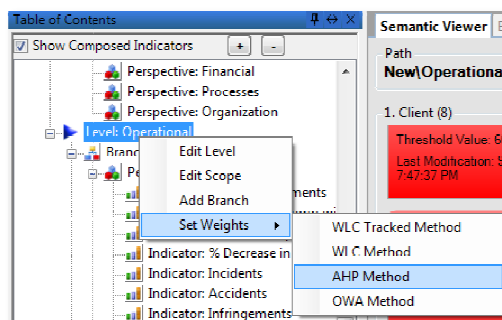 Table of Contents
Show Composed Indicators
+ -
Perspective: Financial
Perspective: Processes
Perspective: Organization
Level: Operational
Branc
Pe
ments
Indicator: % Decrease in
Indicator: Incidents
Indicator: Accidents
Indicator: Infringements
Edit Level
Edit Scope
Add Branch
Set Weights
WLC Tracked Method
WLC Method
AHP Method
OWA Method
Semantic Viewer
Path
New\Operationa
1. Client (8)
Threshold Value: 6
Last Modification: S
7:47:37 PM